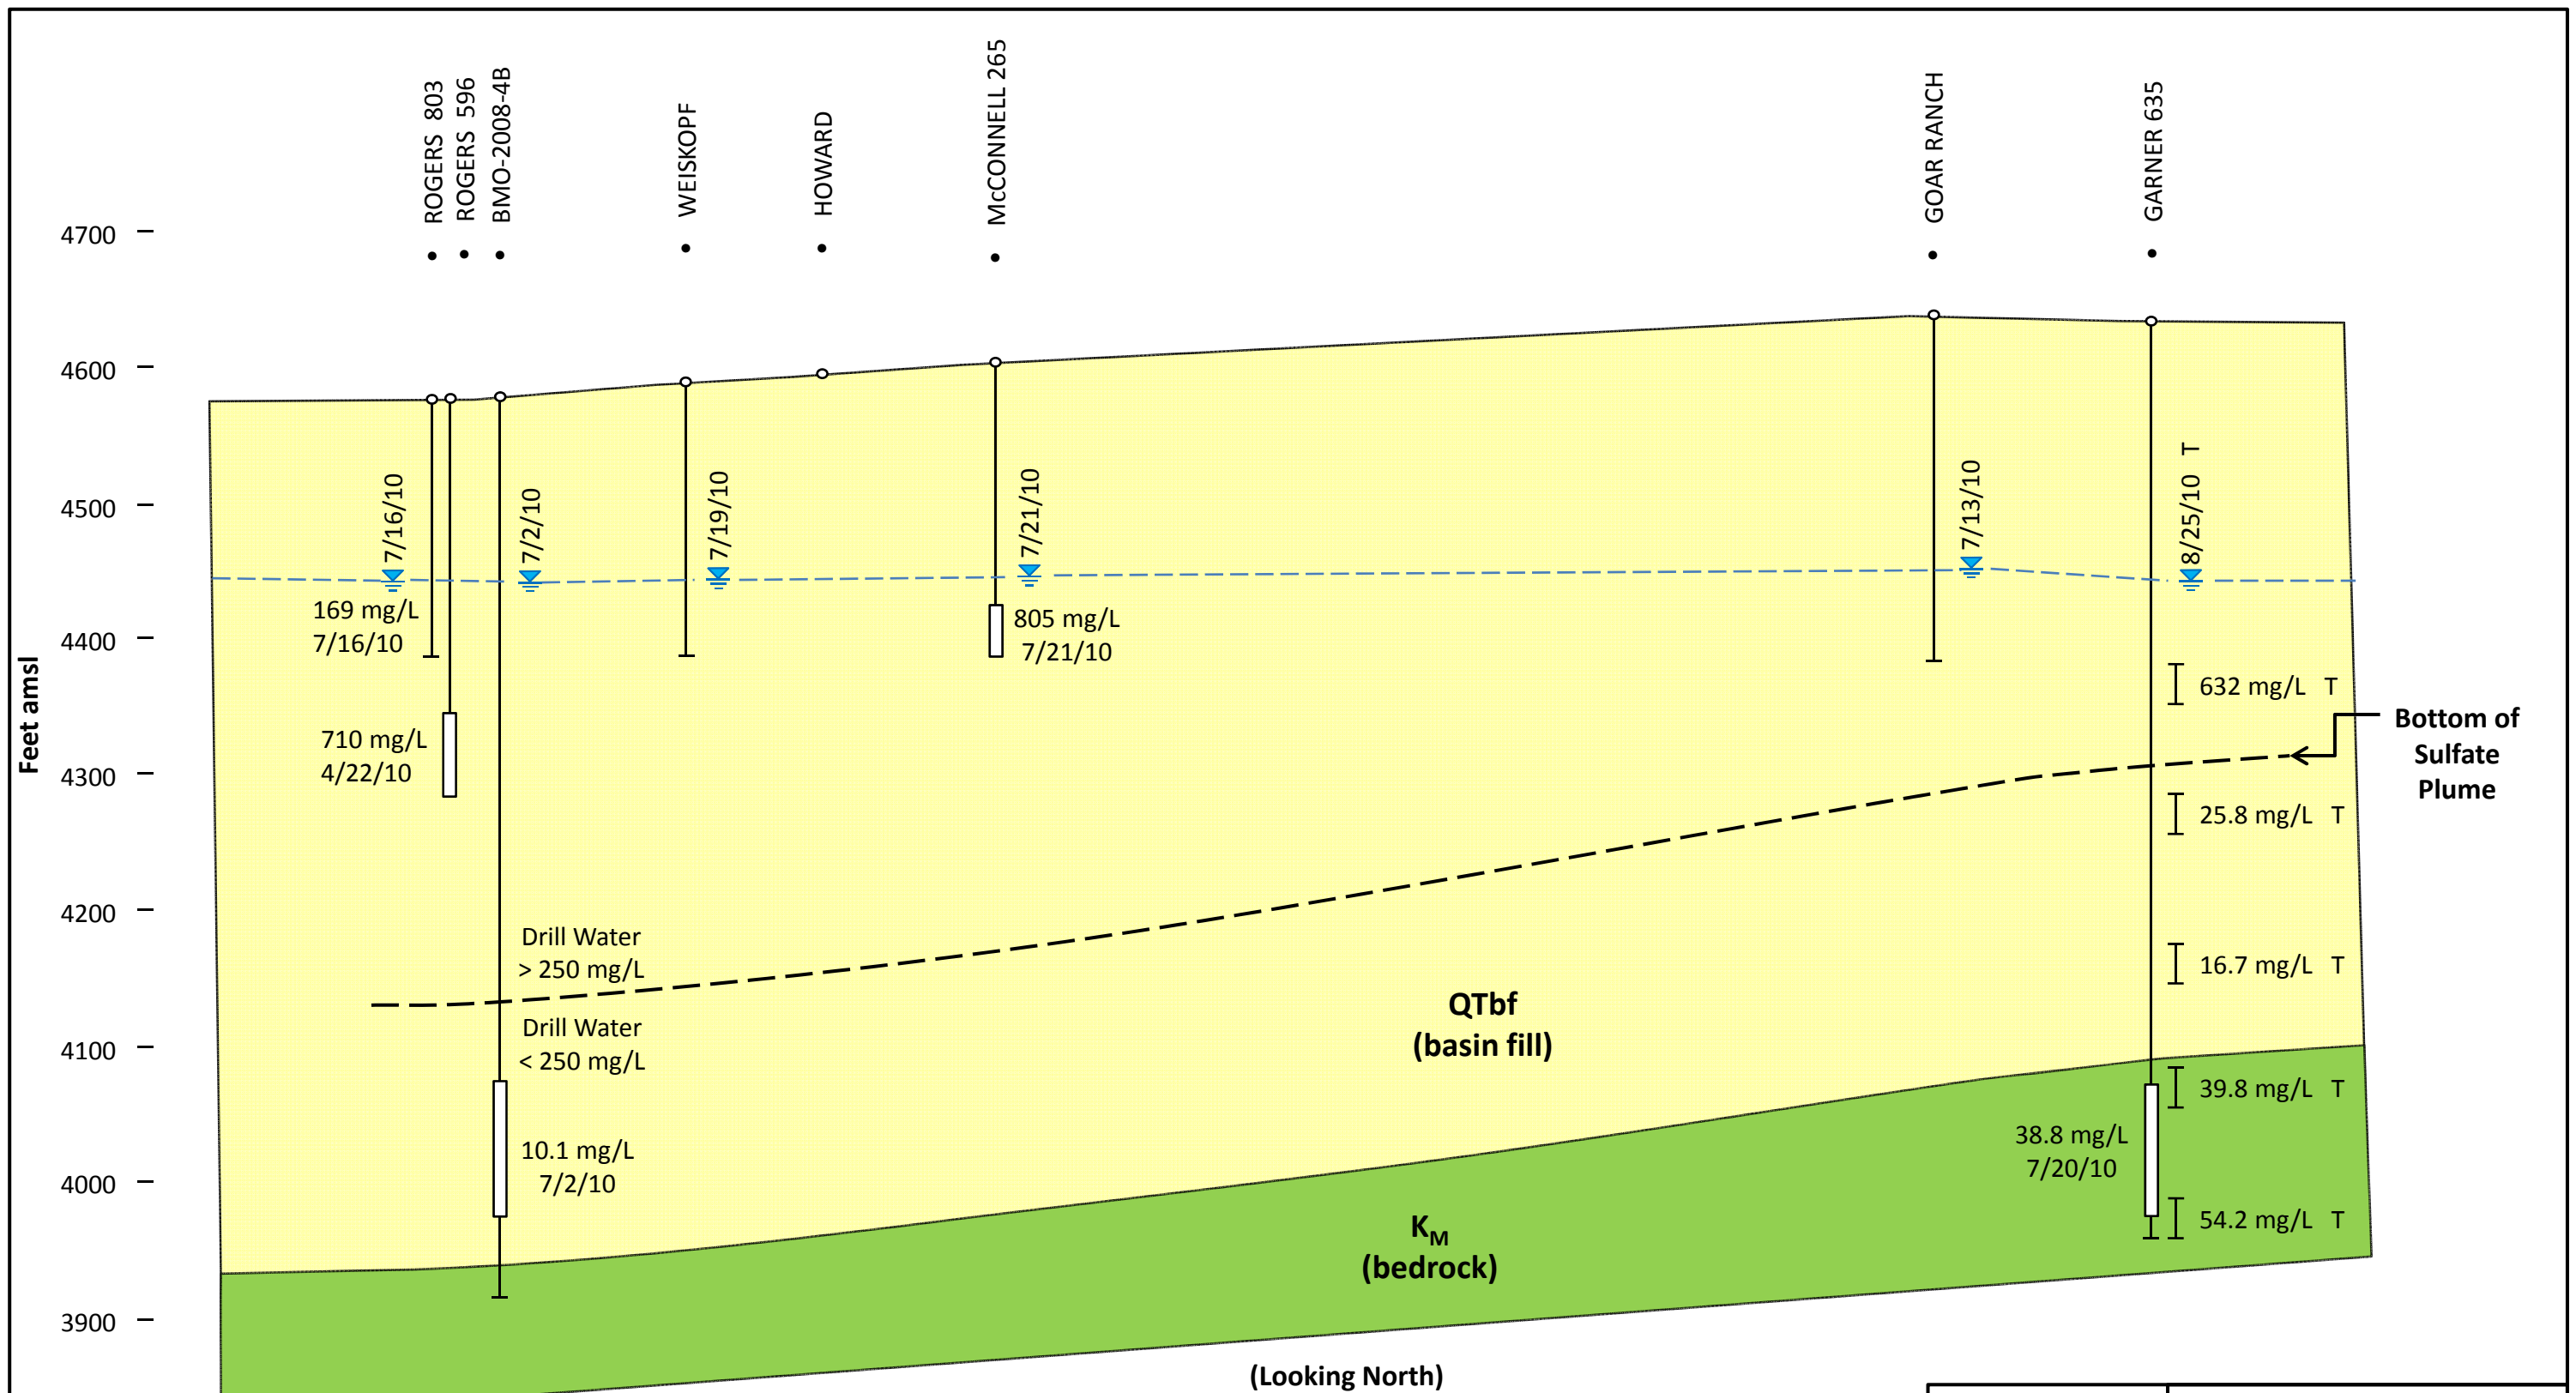 ROGERS 803
ROGERS 596
BMO-2008-4B
WEISKOPF
HOWARD
McCONNELL 265
GOAR RANCH
GARNER 635
4700
4600
4500
4400
4300
4200
4100
4000
3900
Feet amsl
7/16/10
7/2/10
7/19/10
7/21/10
7/13/10
8/25/10 T
169 mg/L
7/16/10
805 mg/L
7/21/10
632 mg/L T
710 mg/L
4/22/10
Bottom of
Sulfate
Plume
25.8 mg/L T
Drill Water
> 250 mg/L
16.7 mg/L T
Drill Water
< 250 mg/L
QTbf
(basin fill)
39.8 mg/L T
10.1 mg/L
7/2/10
38.8 mg/L
7/20/10
54.2 mg/L T
KM
(bedrock)
(Looking North)